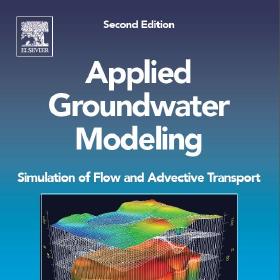 Second Edition
ELSEVIER
Applied
Groundwater
Modeling
Simulation of Flow and Advective Transport